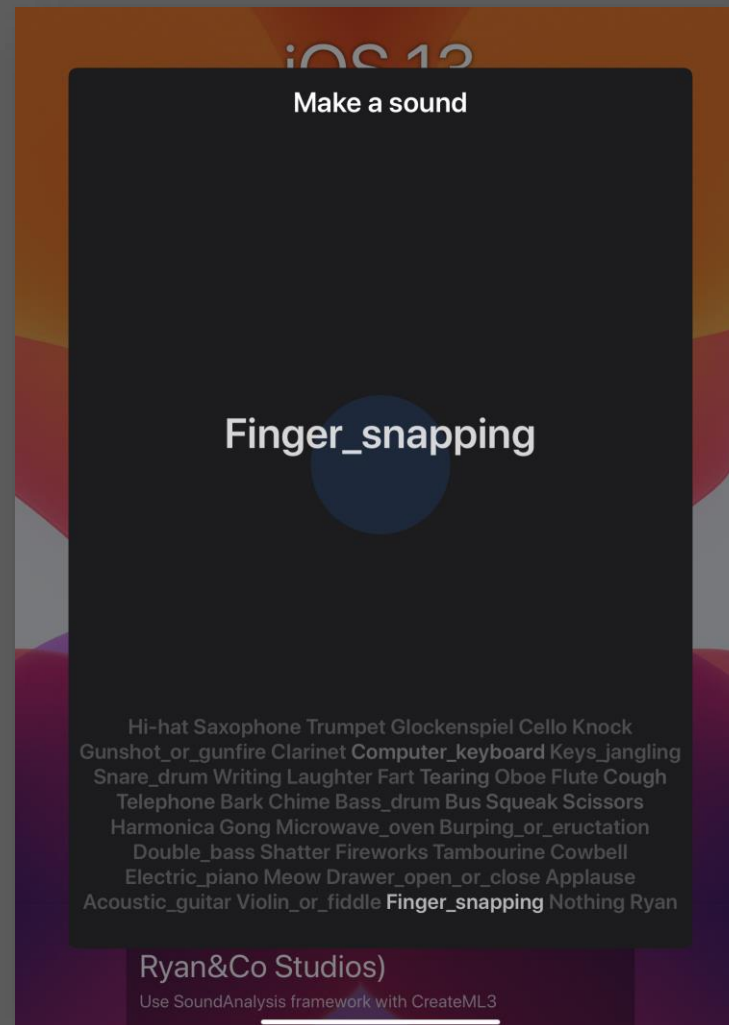 iOS 13
Make a sound
Finger_snapping
Hi-hat Saxophone Trumpet Glockenspiel Cello Knock
Gunshot_or_gunfire Clarinet Computer_keyboard Keys_jangling
Snare_drum Writing Laughter Fart Tearing Oboe Flute Cough
Telephone Bark Chime Bass_drum Bus Squeak Scissors
Harmonica Gong Microwave_oven Burping_or_eructation
Double_bass Shatter Fireworks Tambourine Cowbell
Electric_piano Meow Drawer_open_or_close Applause
Acoustic_guitar Violin_or_fiddle Finger_snapping Nothing Ryan
Ryan&Co Studios)
Use SoundAnalysis framework with CreateML3